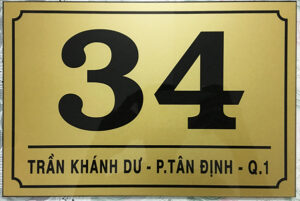 34
TRẦN KHÁNH DƯ - P.TÂN ĐỊNH - Q.1